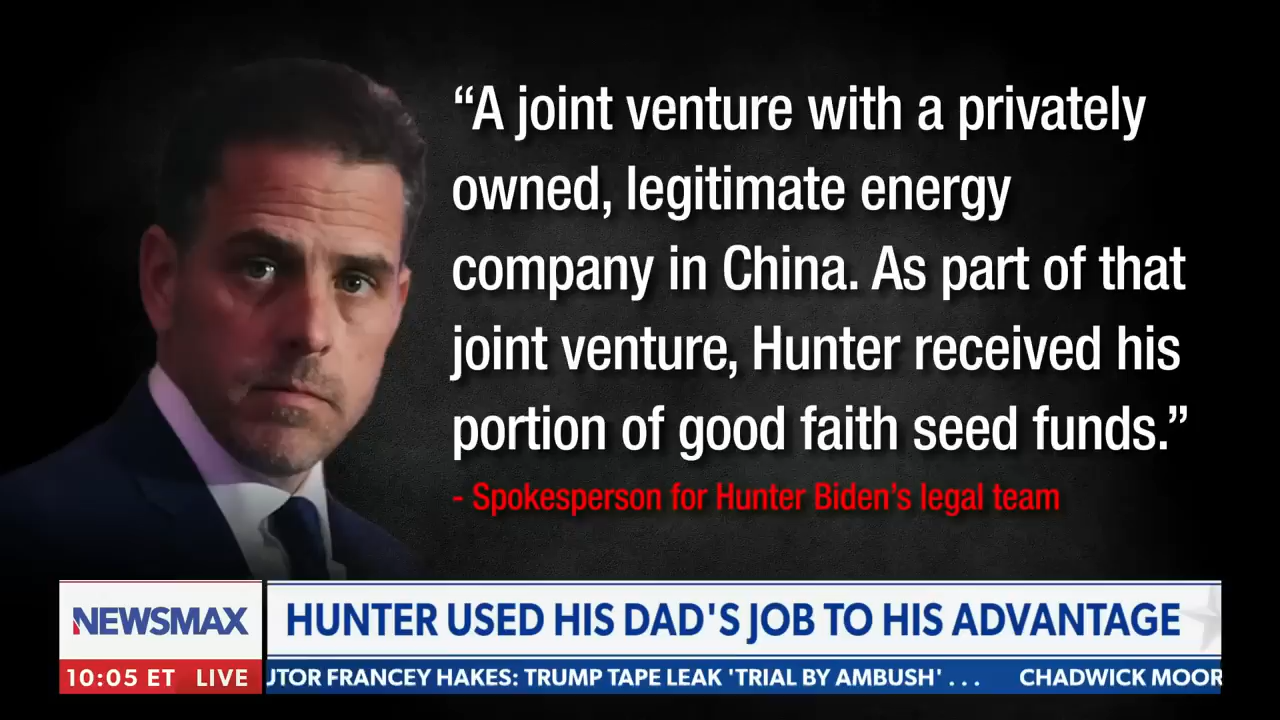 “A joint venture with a privately
owned, legitimate energy
company in China. As part of that
joint venture, Hunter received his
portion of good faith seed funds.”
- Spokesperson for Hunter Biden’s legal team
NEWSMAX
HUNTER USED HIS DAD'S JOB TO HIS ADVANTAGE
10:05 ET LIVE
UTOR FRANCEY HAKES: TRUMP TAPE LEAK 'TRIAL BY AMBUSH' . . . CHADWICK MOOR